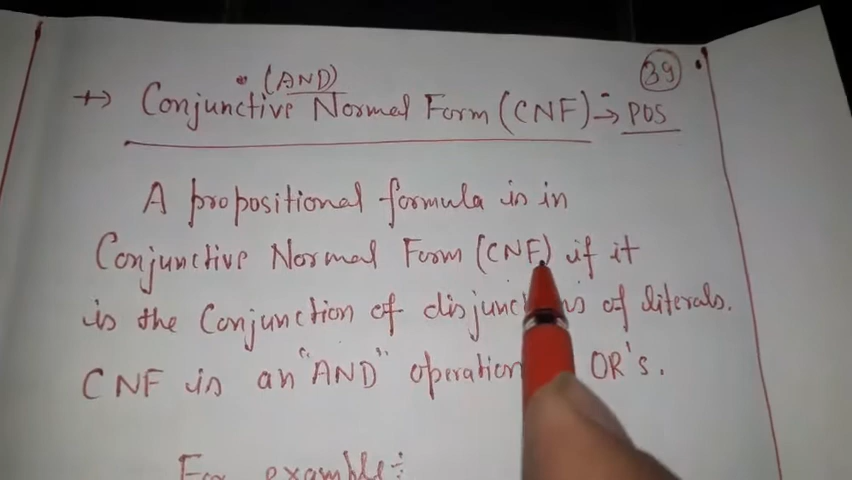 (AND) 39
→ Conjunctive Normal Form (CNF) → POS
A propositional formula is in
Conjunctive Normal Form (CNF) if it
is the Conjunction of of literals.
CNF is an "AND" operation OR's.
For example: